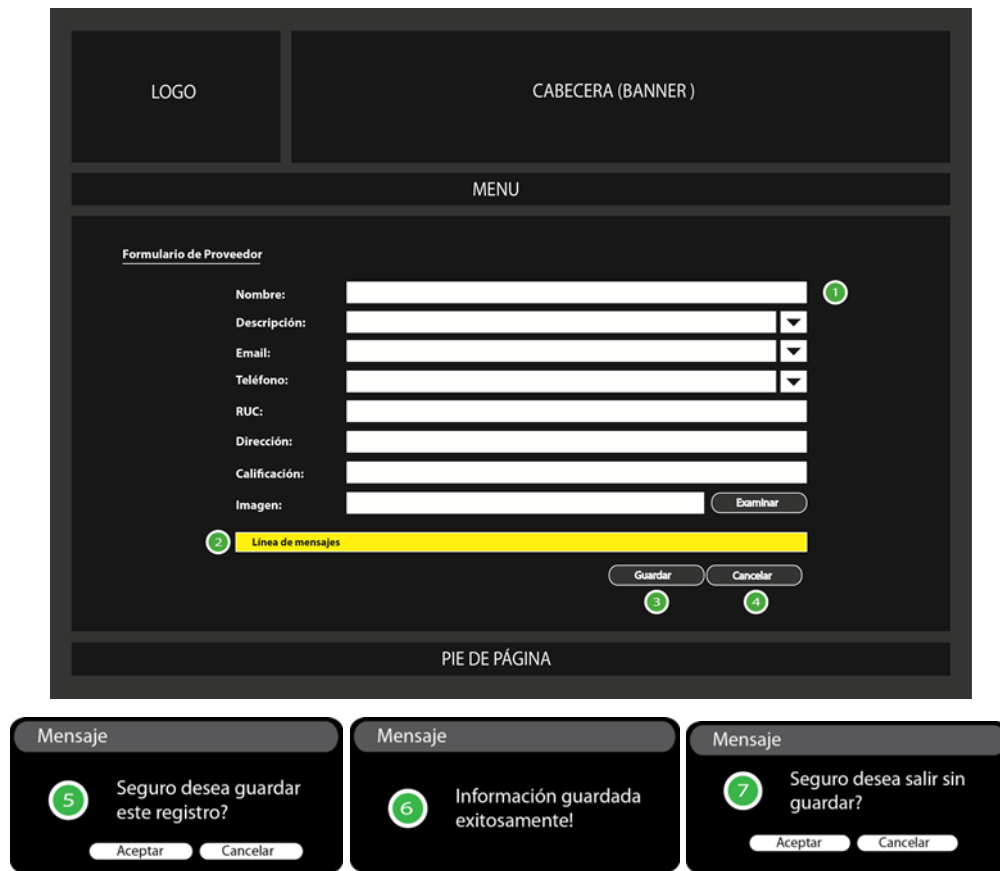 LOGO
CABECERA (BANNER )
MENU
Formulario de Proveedor
Nombre:
1
Descripción:
Email:
Teléfono:
RUC:
Dirección:
Calificación:
Imagen:
Examinar
2
Línea de mensajes
Guardar
Cancelar
3
4
PIE DE PÁGINA
Mensaje
5
Seguro desea guardar
este registro?
Aceptar
Cancelar
Mensaje
6
Información guardada
exitosamente!
Mensaje
7
Seguro desea salir sin
guardar?
Aceptar
Cancelar